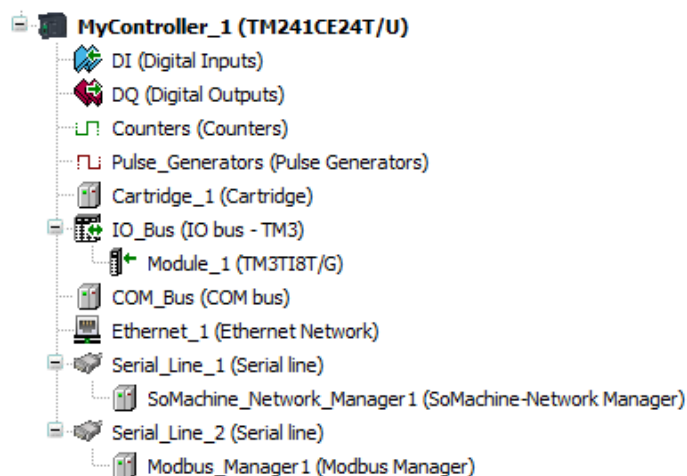 MyController_1 (TM241CE24T/U)
DI (Digital Inputs)
DQ (Digital Outputs)
Counters (Counters)
Pulse_Generators (Pulse Generators)
Cartridge_1 (Cartridge)
IO_Bus (IO bus - TM3)
Module_1 (TM3TI8T/G)
COM_Bus (COM bus)
Ethernet_1 (Ethernet Network)
Serial_Line_1 (Serial line)
SoMachine_Network_Manager1 (SoMachine-Network Manager)
Serial_Line_2 (Serial line)
Modbus_Manager1 (Modbus Manager)